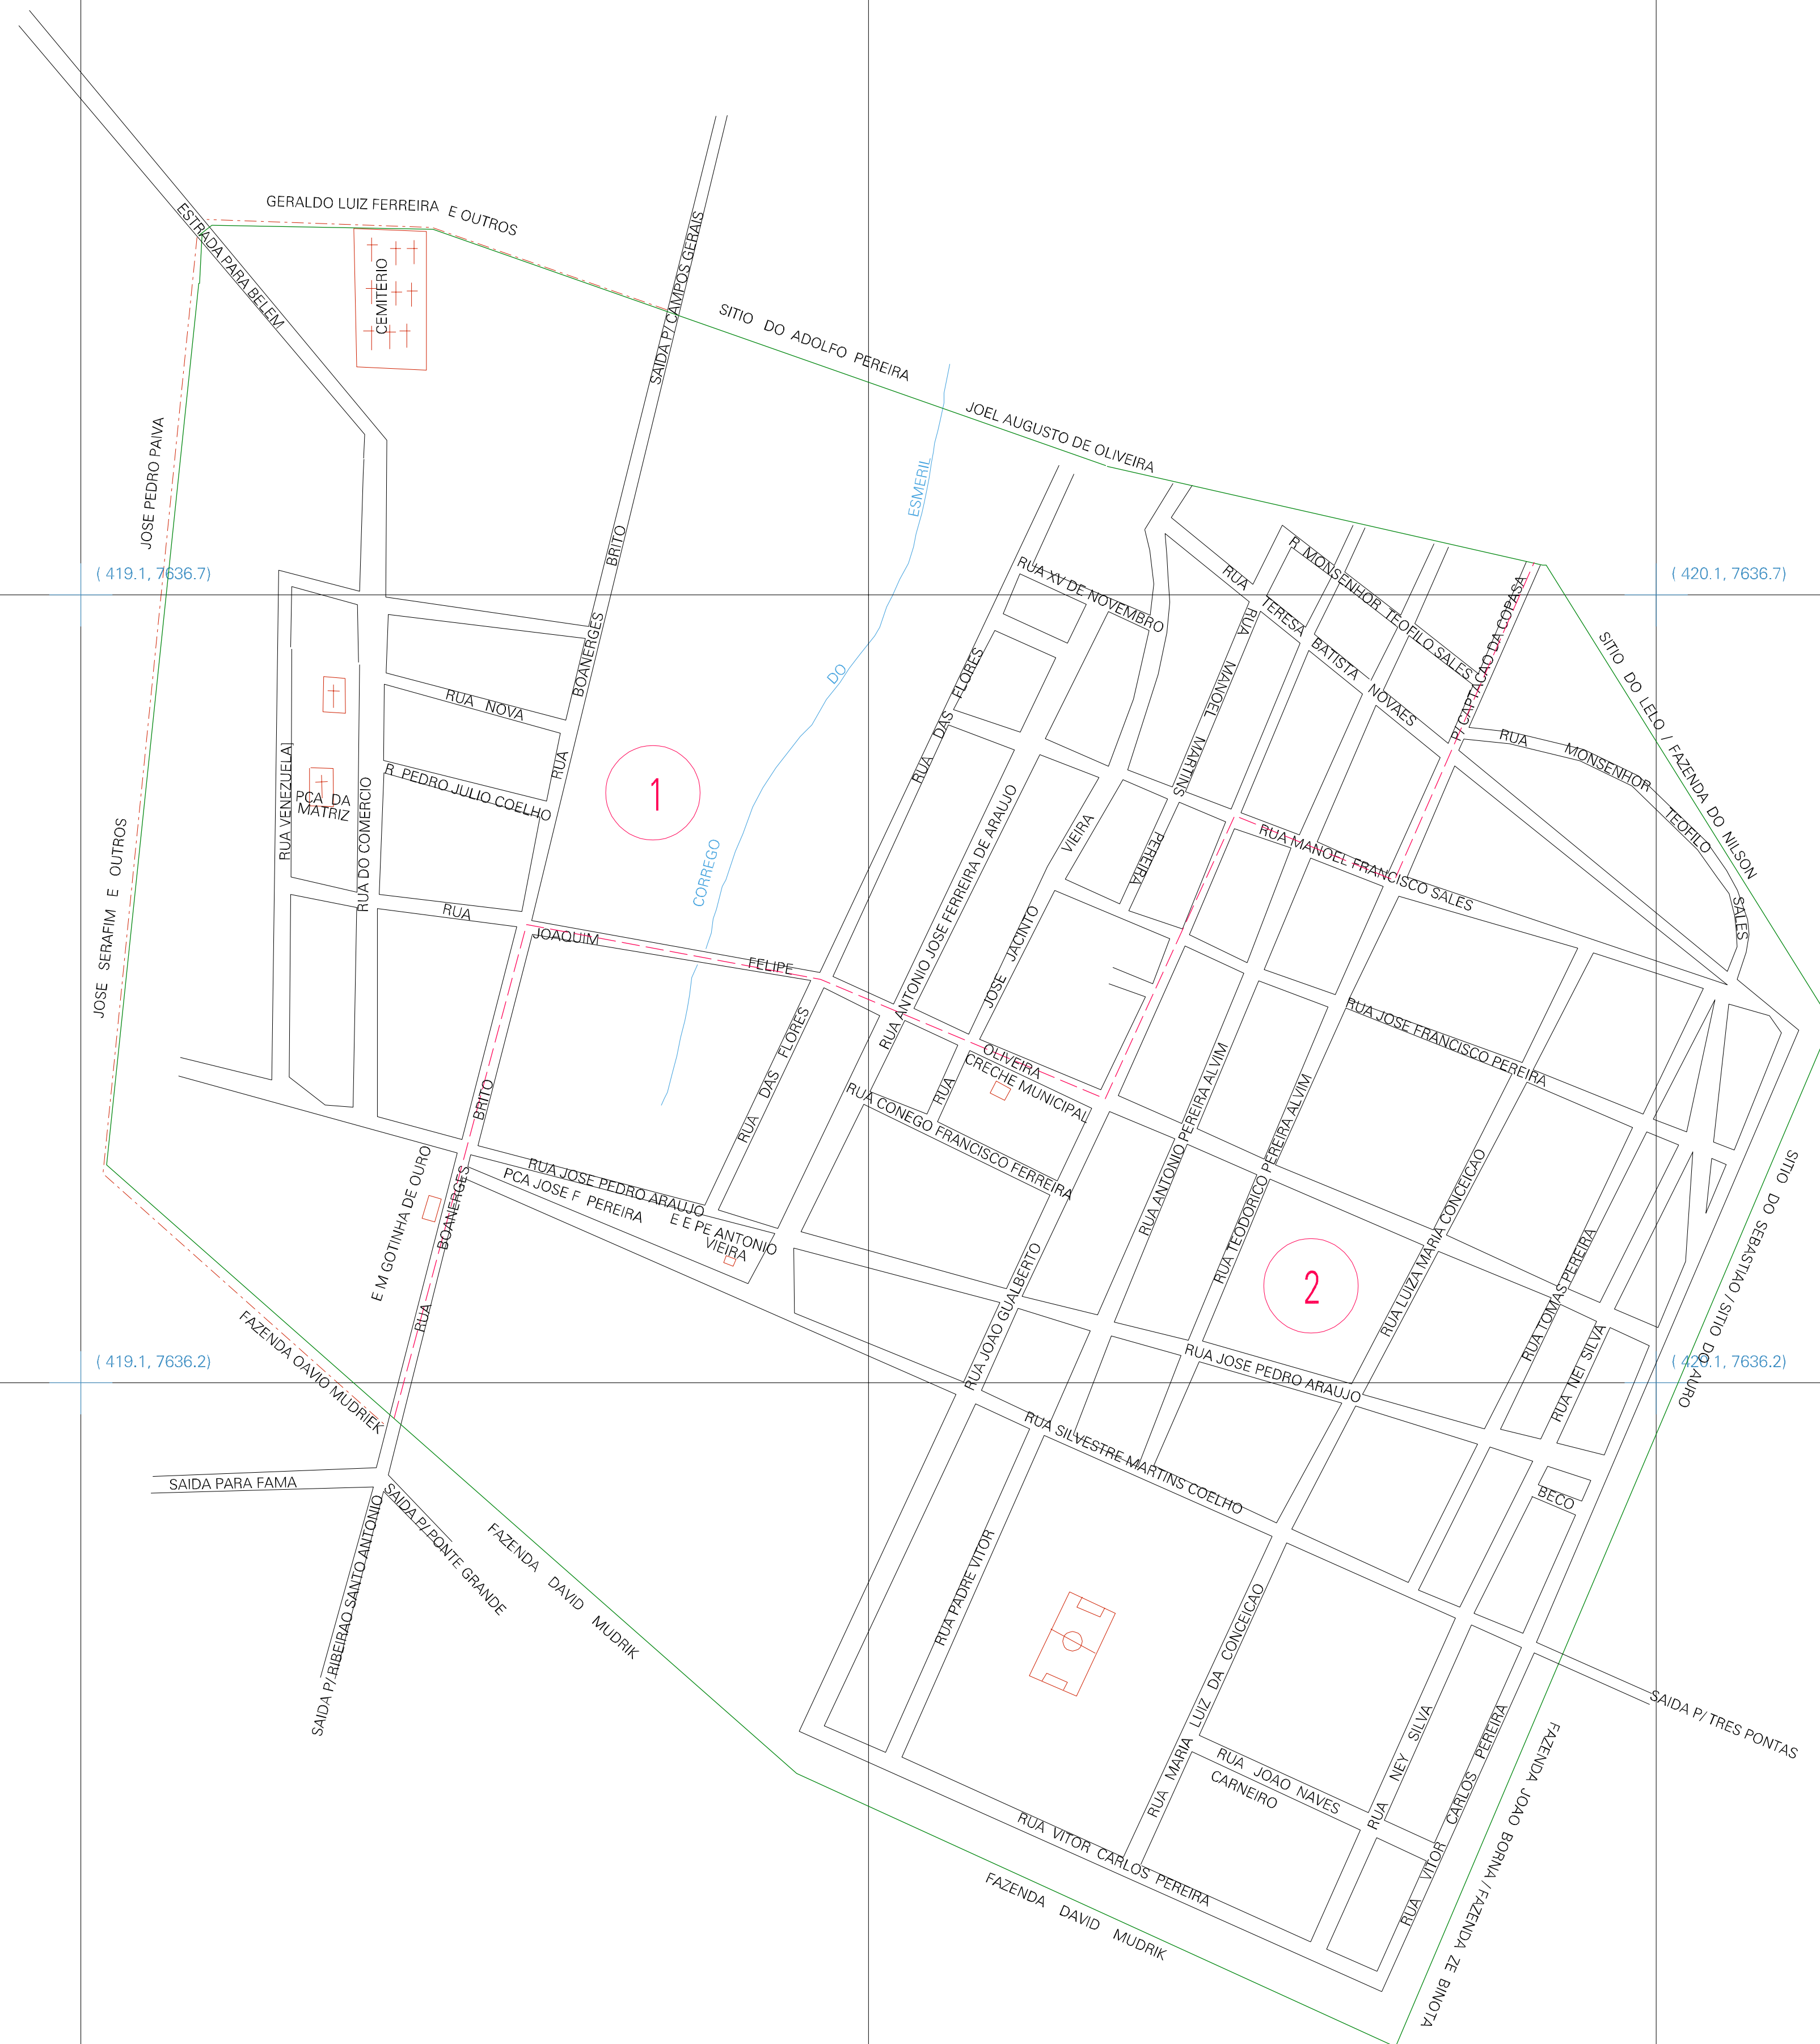 GERALDO LUIZ FERREIRA E OUTROS
ESTRADA PARA BELEM
CEMITERIO
SAIDA P/ CAMPOS GERAIS
SITIO DO ADOLFO PEREIRA
JOEL AUGUSTO DE OLIVEIRA
JOSE PEDRO PAIVA
ESMERIL
BRITO
( 419.1, 7636.7)
( 420.1, 7636.7)
RUA XV DE NOVEMBRO
R MONSENHOR TEOFILO SALES
RUA TERESA BATISTA NOVAES
P/ CAPTACAO DA COPASA
SITIO DO LELO / FAZENDA DO NILSON
BOANERGES
RUA NOVA
DO
RUA DAS FLORES
RUA MANOEL MARTINS
PEREIRA
RUA MONSENHOR TEOFILO SALES
RUA
R PEDRO JULIO COELHO
1
RUA VENEZUELA]
PCA DA
MATRIZ
RUA DO COMERCIO
CORREGO
RUA ANTONIO JOSE FERREIRA DE ARAUJO
VIEIRA
JOSE JACINTO
RUA
RUA MANOEL FRANCISCO SALES
JOSE SERAFIM E OUTROS
RUA JOAQUIM FELIPE OLIVEIRA
CRECHE MUNICIPAL
RUA JOSE FRANCISCO PEREIRA
RUA DAS FLORES
RUA CONEGO FRANCISCO FERREIRA
RUA ANTONIO PEREIRA ALVIM
RUA TEODORICO PEREIRA ALVIM
RUA LUIZA MARIA CONCEICAO
BRITO
BOANERGES
RUA
E M GOTINHA DE OURO
RUA JOSE PEDRO ARAUJO
PCA JOSE F PEREIRA
E E PE ANTONIO
VIEIRA
2
RUA JOAO GUALBERTO
RUA TOMAS PEREIRA
SITIO DO SEBASTIAO / SITIO DO LAURO
( 419.1, 7636.2)
( 420.1, 7636.2)
FAZENDA OAVIO MUDRIEK
RUA JOSE PEDRO ARAUJO
RUA NEI SILVA
RUA SILVESTRE MARTINS COELHO
SAIDA PARA FAMA
SAIDA P/ PONTE GRANDE
SAIDA P/ RIBEIRAO SANTO ANTONIO
FAZENDA DAVID MUDRIK
BECO
RUA PADRE VITOR
RUA MARIA LUIZ DA CONCEICAO
SAIDA P/ TRES PONTAS
RUA JOAO NAVES
CARNEIRO
RUA NEY SILVA
RUA VITOR CARLOS PEREIRA
FAZENDA JOAO BORNA / FAZENDA ZE BINOTA
RUA VITOR CARLOS PEREIRA
FAZENDA DAVID MUDRIK